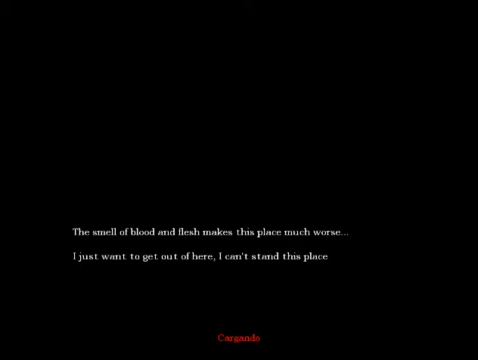 The smell of blood and flesh makes this place much worse...
I just want to get out of here, I can't stand this place
Cargando